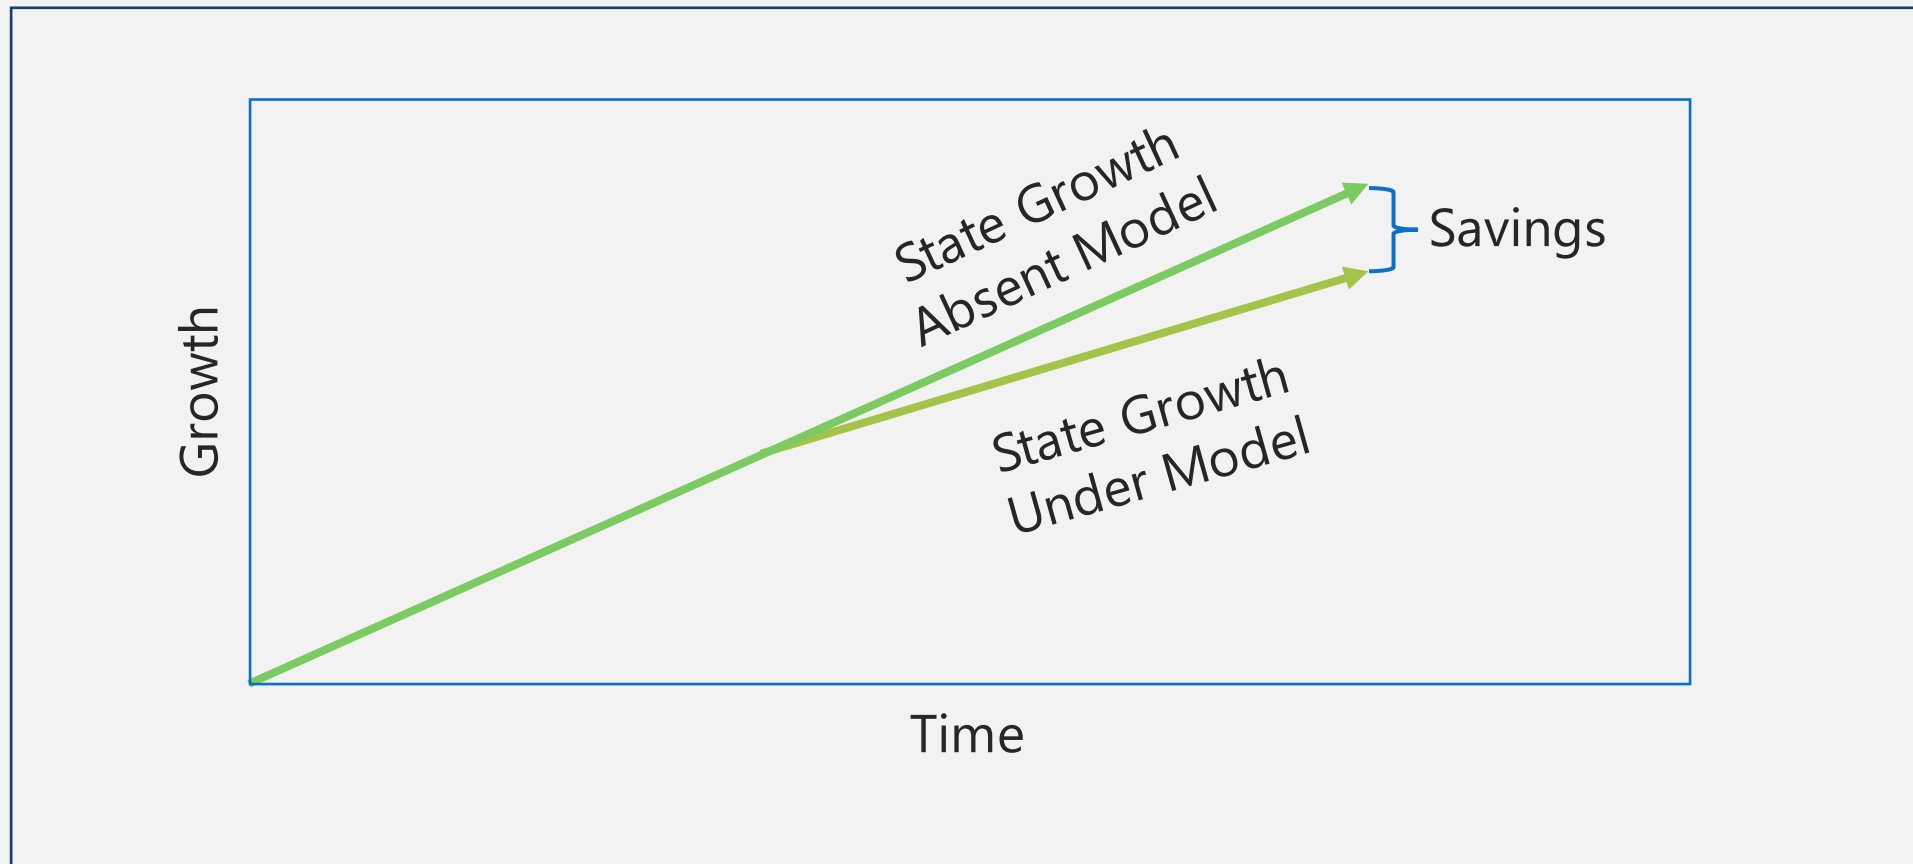 State Growth
Absent Model
Savings
State Growth
Under Model
Growth
Time